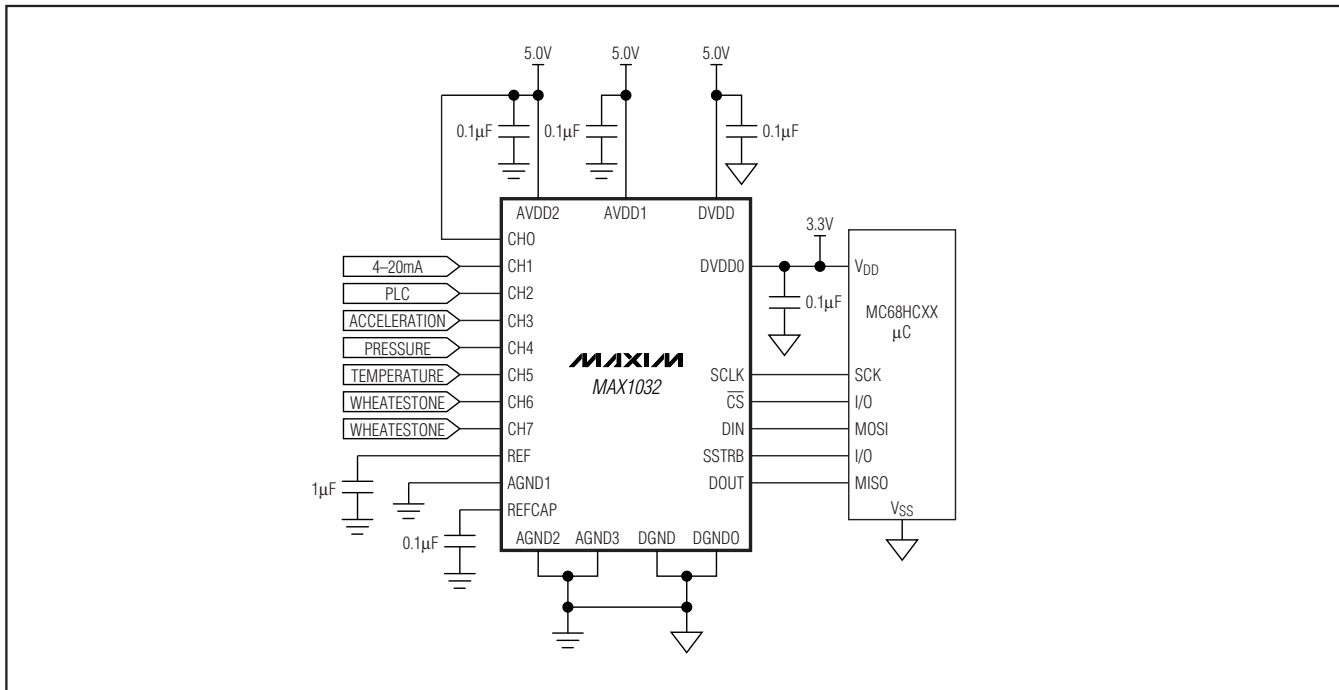 5.0V 5.0V 5.0V
0.1µF 0.1µF 0.1µF
AVDD2 AVDD1 DVDD
3.3V
CH0
4–20mA CH1 DVDD0 VDD
PLC CH2 0.1µF
ACCELERATION CH3 MC68HCXX
µC
PRESSURE CH4 MAXIM
TEMPERATURE CH5 MAX1032 SCLK SCK
WHEATESTONE CH6 CS I/O
WHEATESTONE CH7 DIN MOSI
REF SSTRB I/O
1µF AGND1 DOUT MISO
REFCAP VSS
0.1µF AGND2 AGND3 DGND DGND0